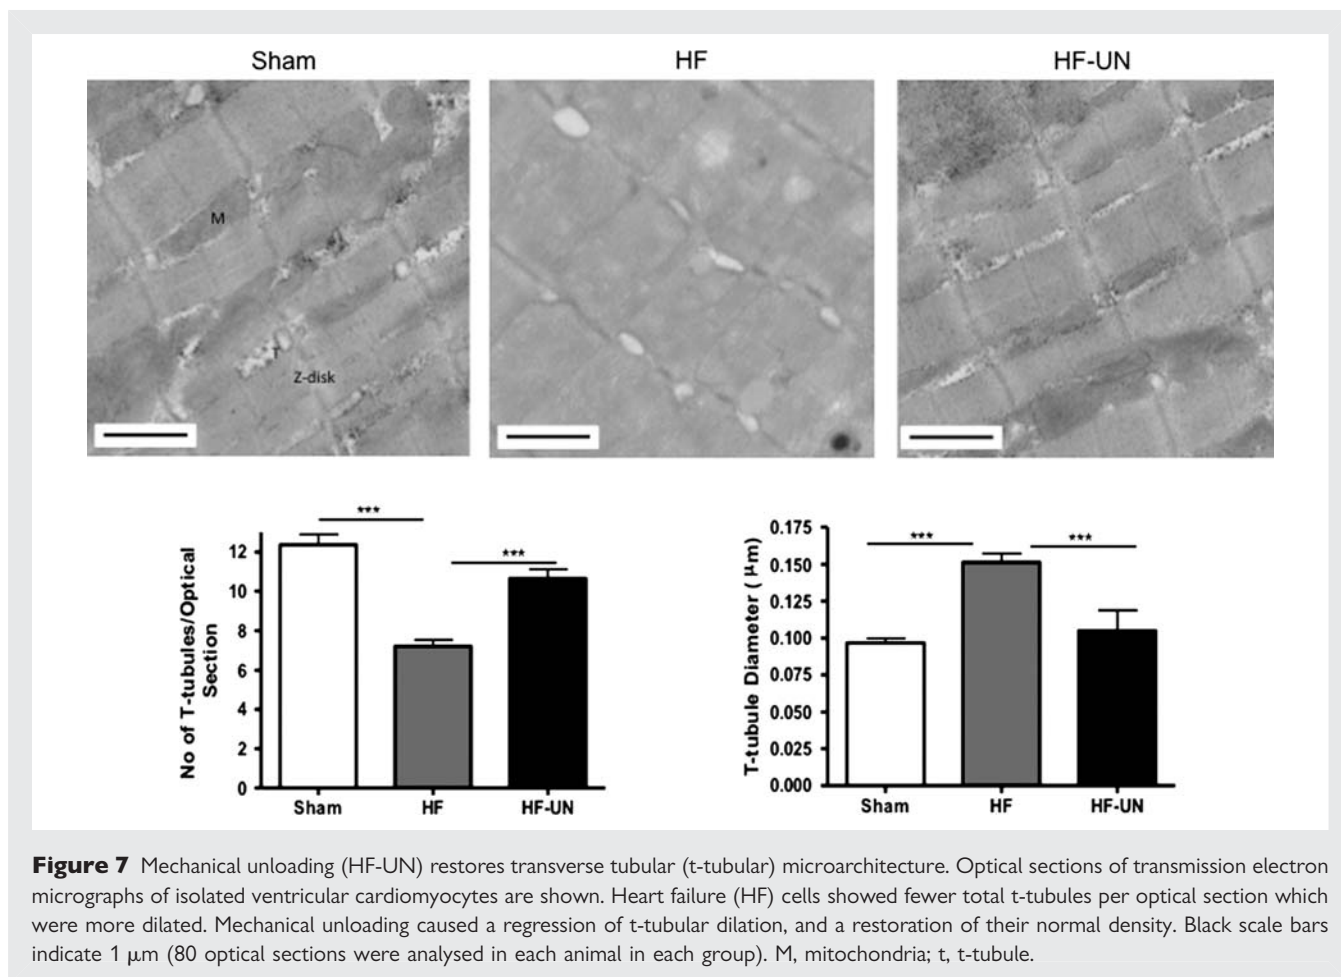 Sham
HF
HF-UN
M
Z-disk
***
***
No of T-tubules/Optical
Section
12
10
8
6
4
2
0
Sham
HF
HF-UN
***
***
T-tubule Diameter (μm)
0.175
0.150
0.125
0.100
0.075
0.050
0.025
0.000
Sham
HF
HF-UN
Figure 7 Mechanical unloading (HF-UN) restores transverse tubular (t-tubular) microarchitecture. Optical sections of transmission electron
micrographs of isolated ventricular cardiomyocytes are shown. Heart failure (HF) cells showed fewer total t-tubules per optical section which
were more dilated. Mechanical unloading caused a regression of t-tubular dilation, and a restoration of their normal density. Black scale bars
indicate 1 μm (80 optical sections were analysed in each animal in each group). M, mitochondria; t, t-tubule.